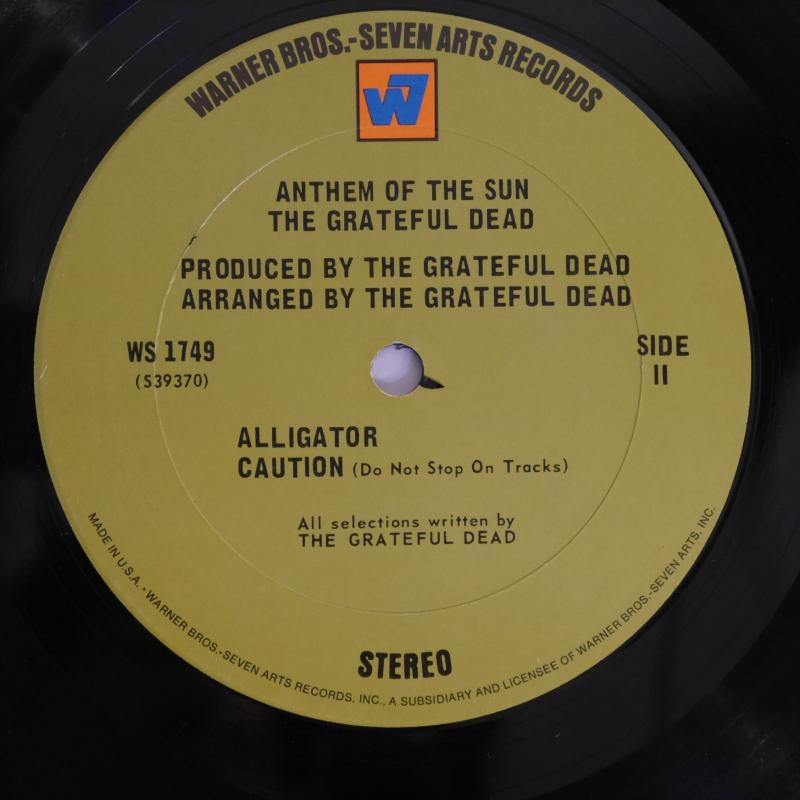 WARNER BROS.-SEVEN ARTS RECORDS
W7
ANTHEM OF THE SUN
THE GRATEFUL DEAD
PRODUCED BY THE GRATEFUL DEAD
ARRANGED BY THE GRATEFUL DEAD
WS 1749
(S39370)
SIDE
II
ALLIGATOR
CAUTION (Do Not Stop On Tracks)
All selections written by
THE GRATEFUL DEAD
STEREO
MADE IN U.S.A. • WARNER BROS.-SEVEN ARTS RECORDS, INC., A SUBSIDIARY AND LICENSEE OF WARNER BROS.-SEVEN ARTS, INC.